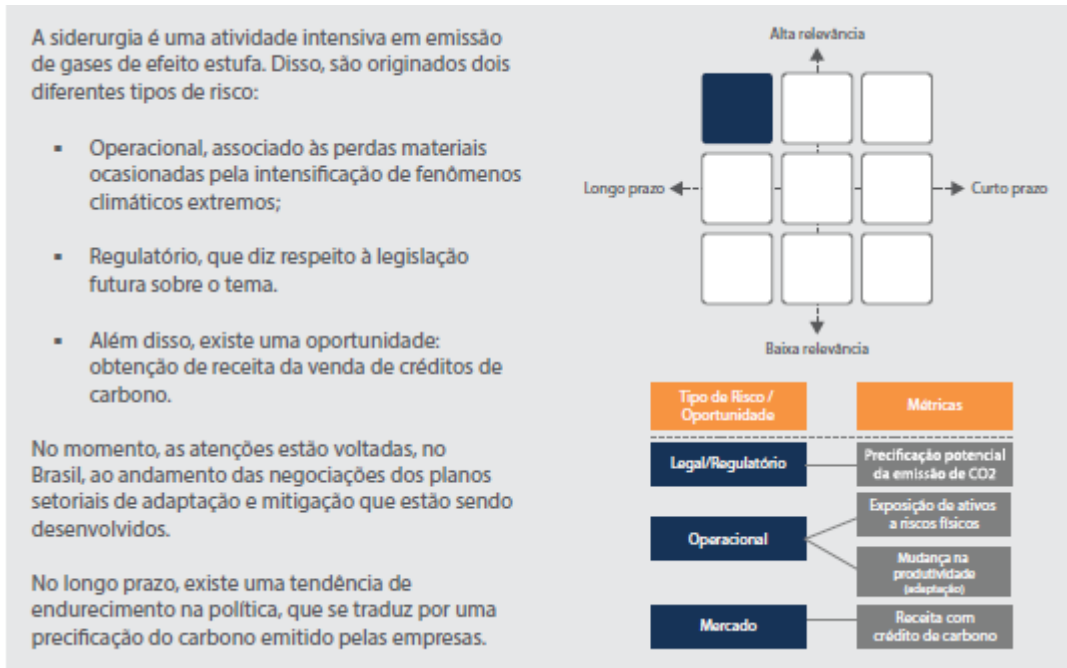 A siderurgia é uma atividade intensiva em emissão
de gases de efeito estufa. Disso, são originados dois
diferentes tipos de risco:
▪ Operacional, associado às perdas materiais
ocasionadas pela intensificação de fenômenos
climáticos extremos;
▪ Regulatório, que diz respeito à legislação
futura sobre o tema.
▪ Além disso, existe uma oportunidade:
obtenção de receita da venda de créditos de
carbono.
No momento, as atenções estão voltadas, no
Brasil, ao andamento das negociações dos planos
setoriais de adaptação e mitigação que estão sendo
desenvolvidos.
No longo prazo, existe uma tendência de
endurecimento na política, que se traduz por uma
precificação do carbono emitido pelas empresas.
Alta relevância
Longo prazo
Curto prazo
Baixa relevância
Tipo de Risco /
Oportunidade
Métricas
Legal/Regulatório
Precificação potencial
da emissão de CO2
Operacional
Exposição de ativos
a riscos físicos
Mudança na
produtividade
(adaptação)
Mercado
Receita com
crédito de carbono